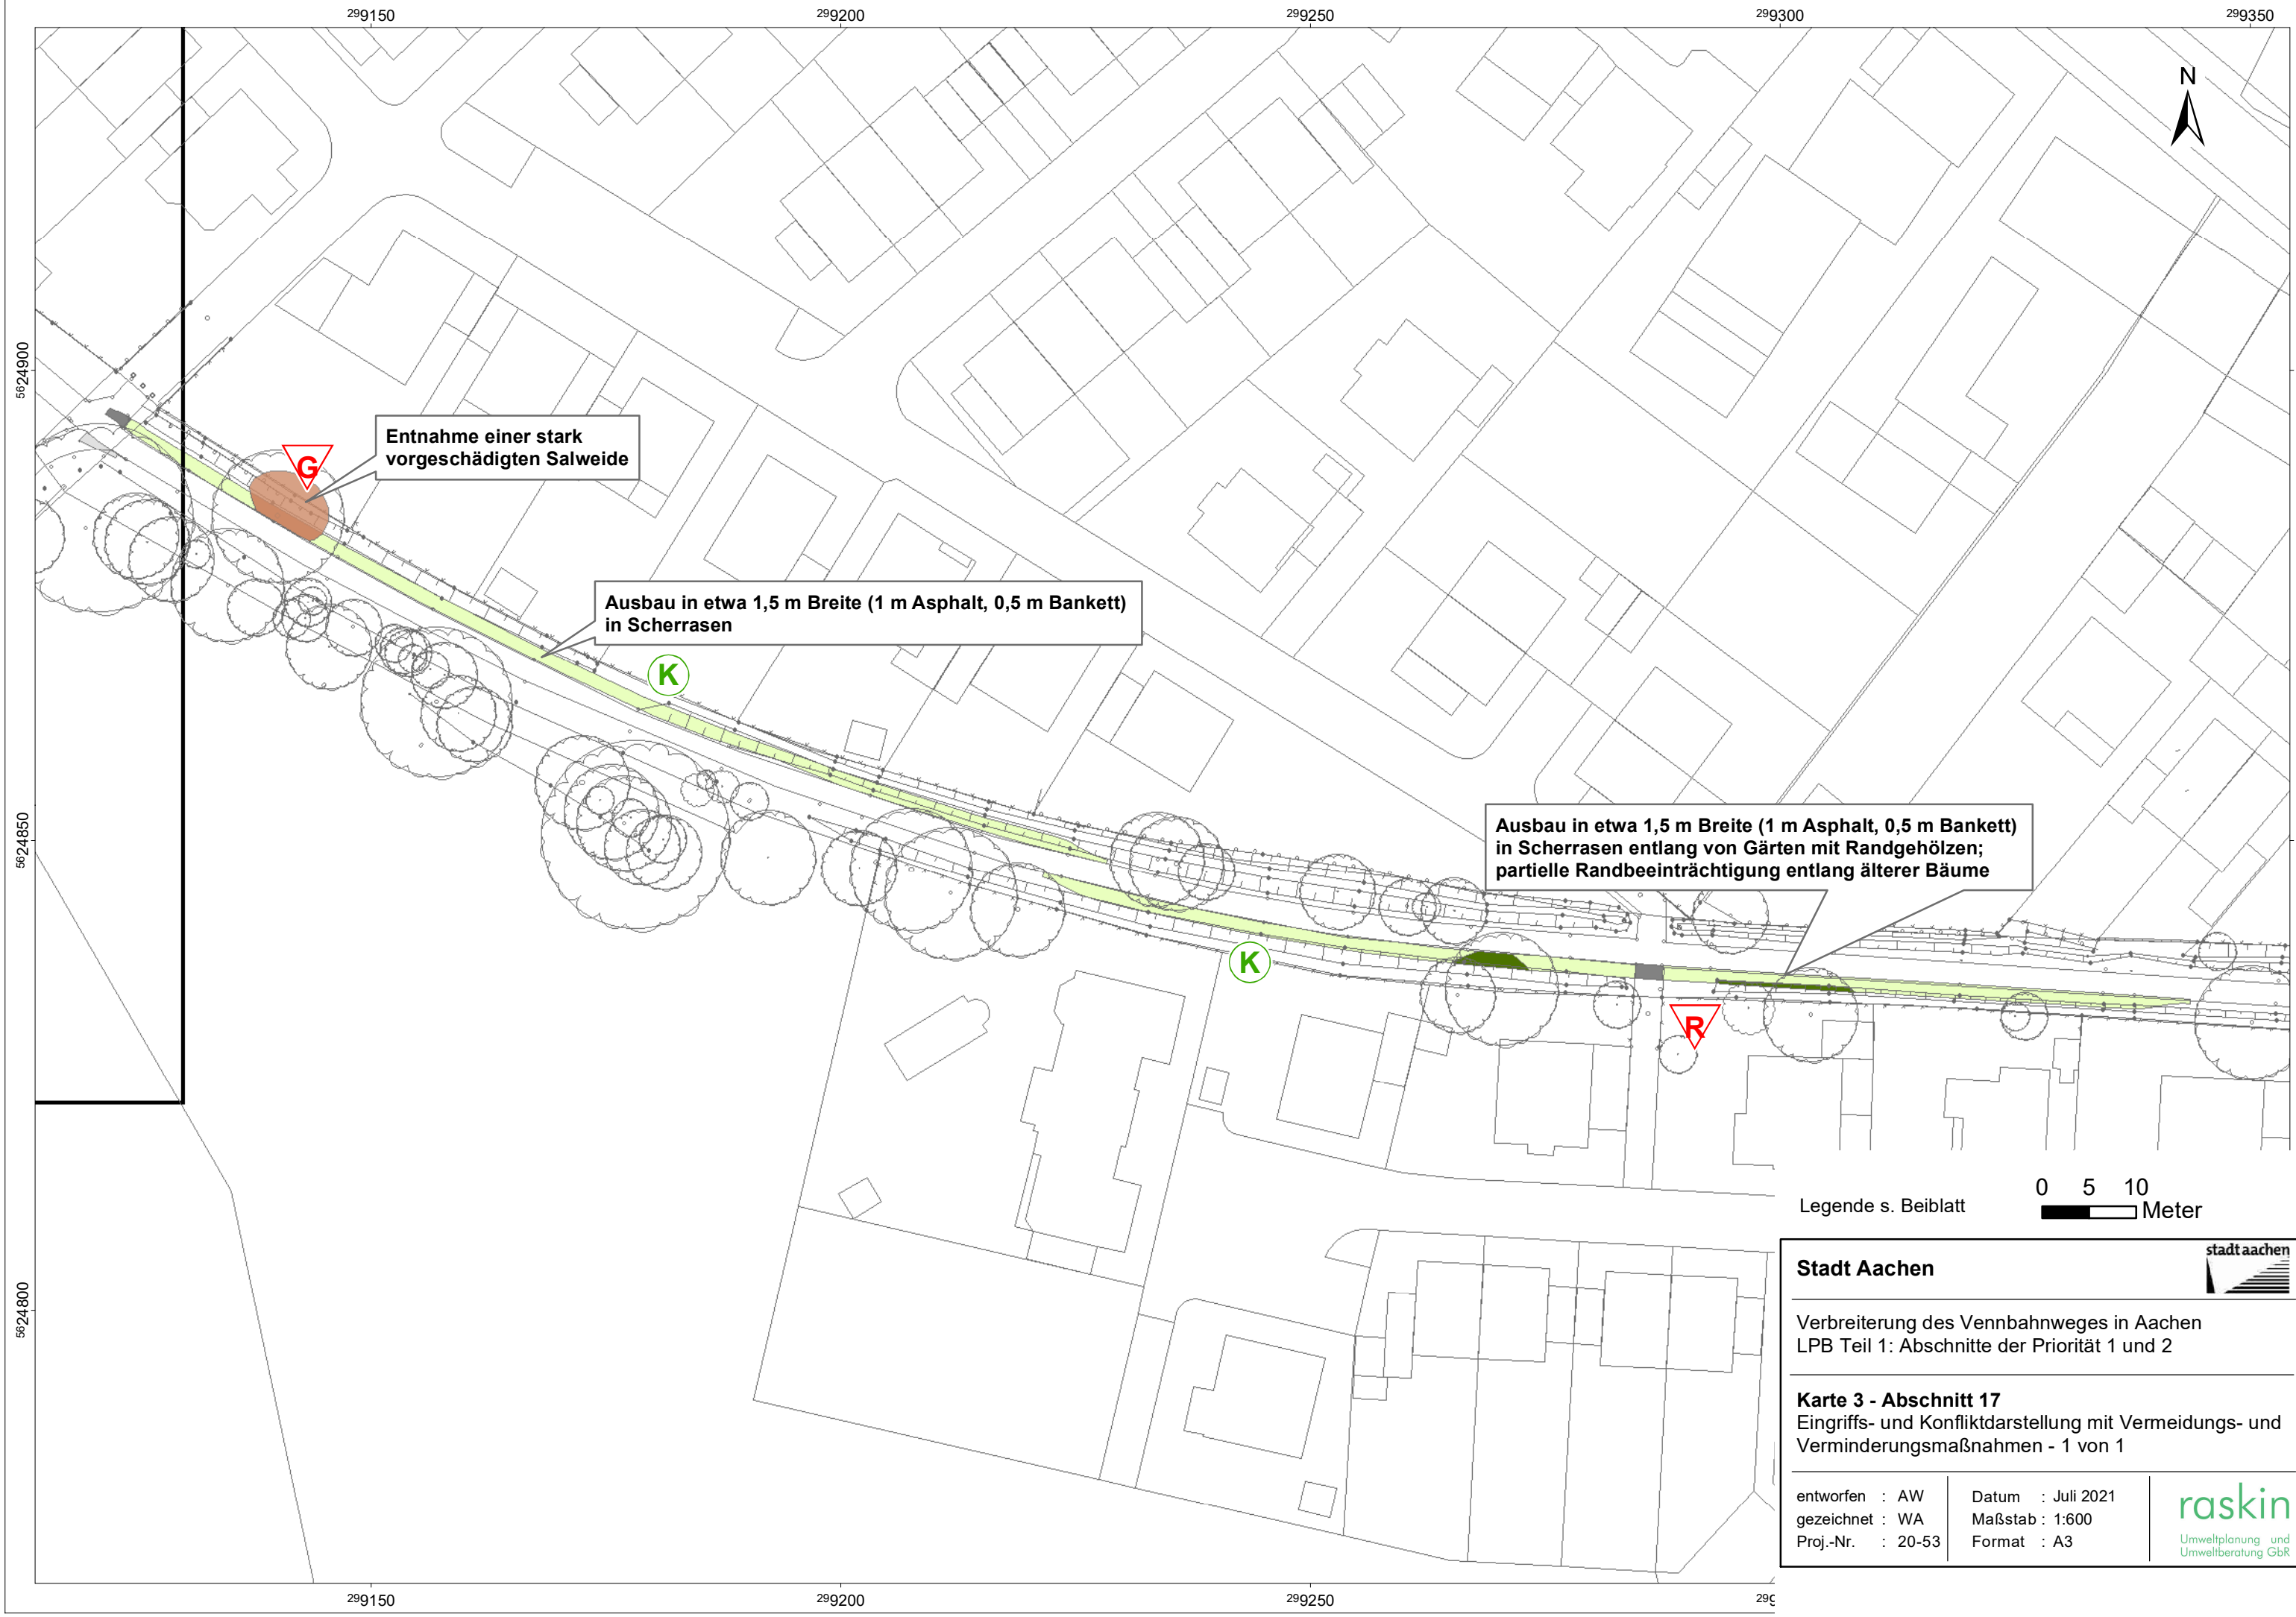 299150 299200 299250 299300 299350
N
5624900
Entnahme einer stark
vorgeschädigten Salweide
G
Ausbau in etwa 1,5 m Breite (1 m Asphalt, 0,5 m Bankett)
in Scherrasen
K
5624850
Ausbau in etwa 1,5 m Breite (1 m Asphalt, 0,5 m Bankett)
in Scherrasen entlang von Gärten mit Randgehölzen;
partielle Randbeeinträchtigung entlang älterer Bäume
K
R
Legende s. Beiblatt
0 5 10
Meter
5624800
stadt aachen
Stadt Aachen
Verbreiterung des Vennbahnweges in Aachen
LPB Teil 1: Abschnitte der Priorität 1 und 2
Karte 3 - Abschnitt 17
Eingriffs- und Konfliktdarstellung mit Vermeidungs- und
Verminderungsmaßnahmen - 1 von 1
entworfen : AW Datum : Juli 2021
gezeichnet : WA Maßstab : 1:600
Proj.-Nr. : 20-53 Format : A3
raskin
Umweltplanung und
Umweltberatung GbR
299150 299200 299250